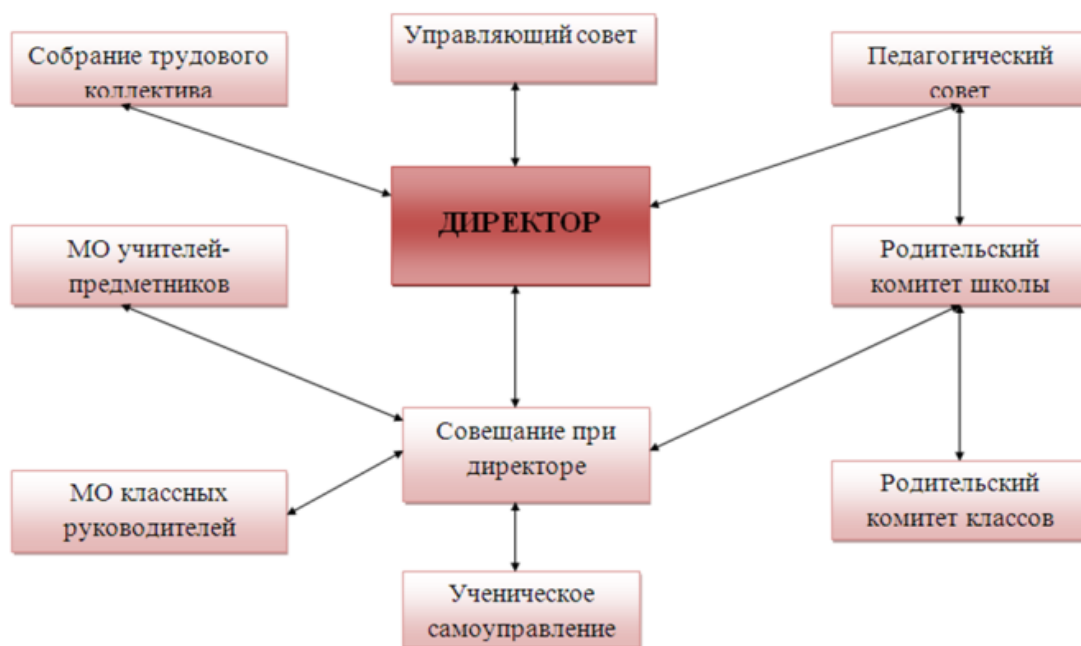 Управляющий совет
Собрание трудового
коллектива
Педагогический
совет
ДИРЕКТОР
МО учителей-
предметников
Родительский
комитет школы
Совещание при
директоре
МО классных
руководителей
Родительский
комитет классов
Ученическое
самоуправление